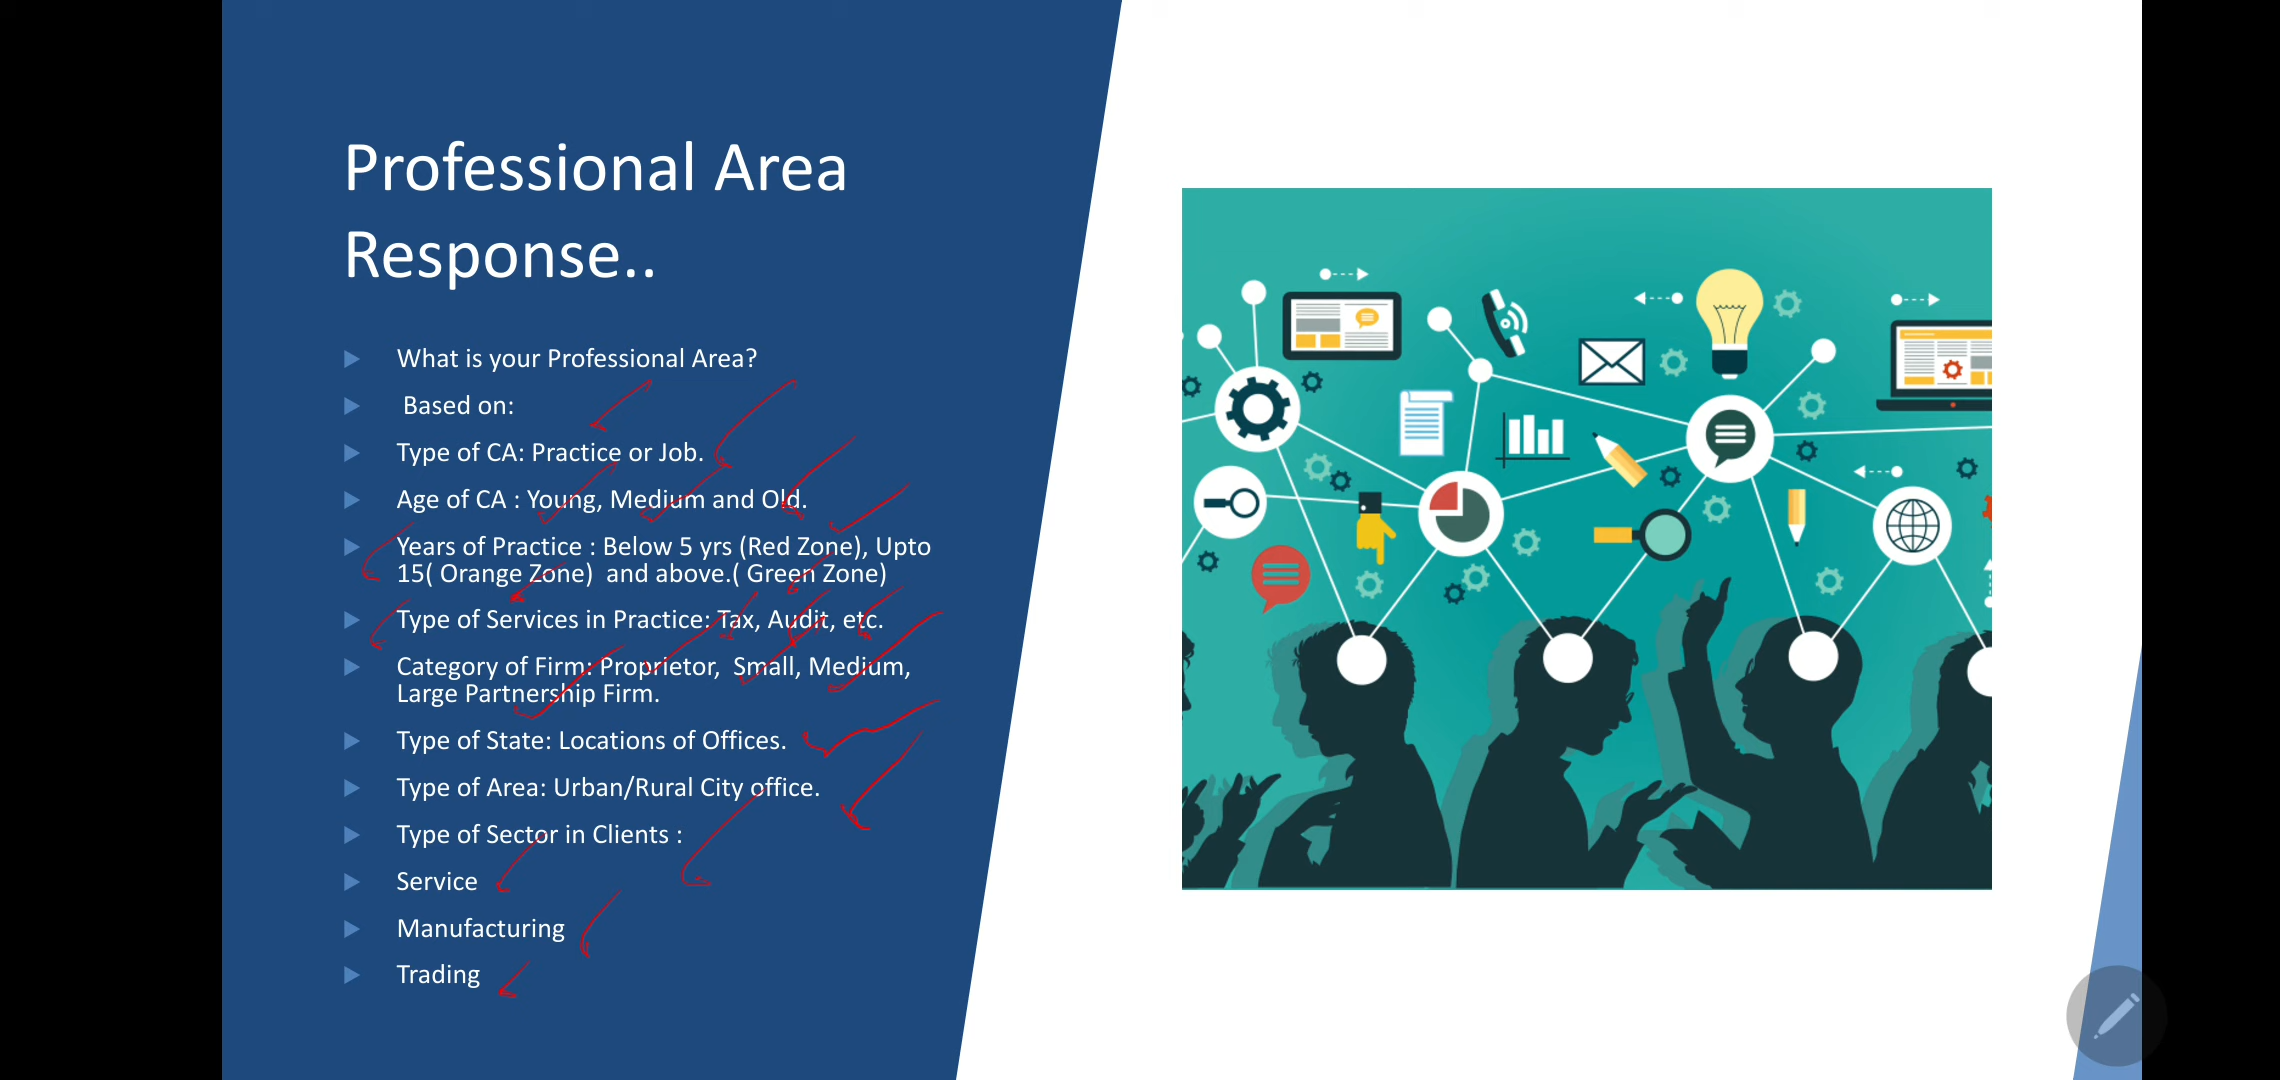 Professional Area
Response..
What is your Professional Area?
Based on:
Type of CA: Practice or Job.
Age of CA : Young, Medium and Old.
Years of Practice : Below 5 yrs (Red Zone), Upto
15( Orange Zone)  and above.( Green Zone)
Type of Services in Practice: Tax, Audit, etc.
Category of Firm: Proprietor,  Small, Medium,
Large Partnership Firm.
Type of State: Locations of Offices.
Type of Area: Urban/Rural City office.
Type of Sector in Clients :
Service
Manufacturing
Trading